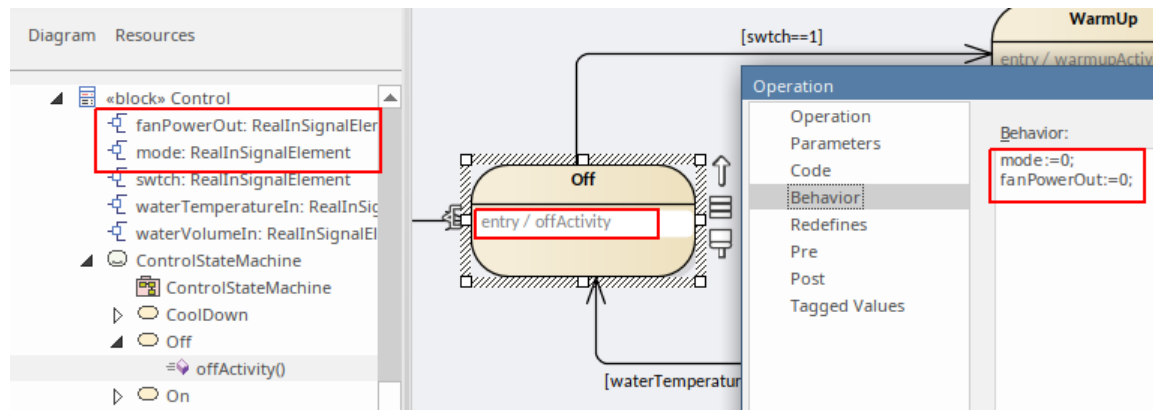 Diagram Resources
«block» Control
fanPowerOut: RealInSignalEler
mode: RealInSignalElement
swtch: RealInSignalElement
waterTemperatureIn: RealInSig
waterVolumeIn: RealInSignalEl
ControlStateMachine
ControlStateMachine
CoolDown
Off
offActivity()
On
[swtch==1]
WarmUp
entry / warmupActiv
Off
entry / offActivity
[waterTemperatur
Operation
Operation
Parameters
Code
Behavior
Redefines
Pre
Post
Tagged Values
Behavior:
mode:=0;
fanPowerOut:=0;